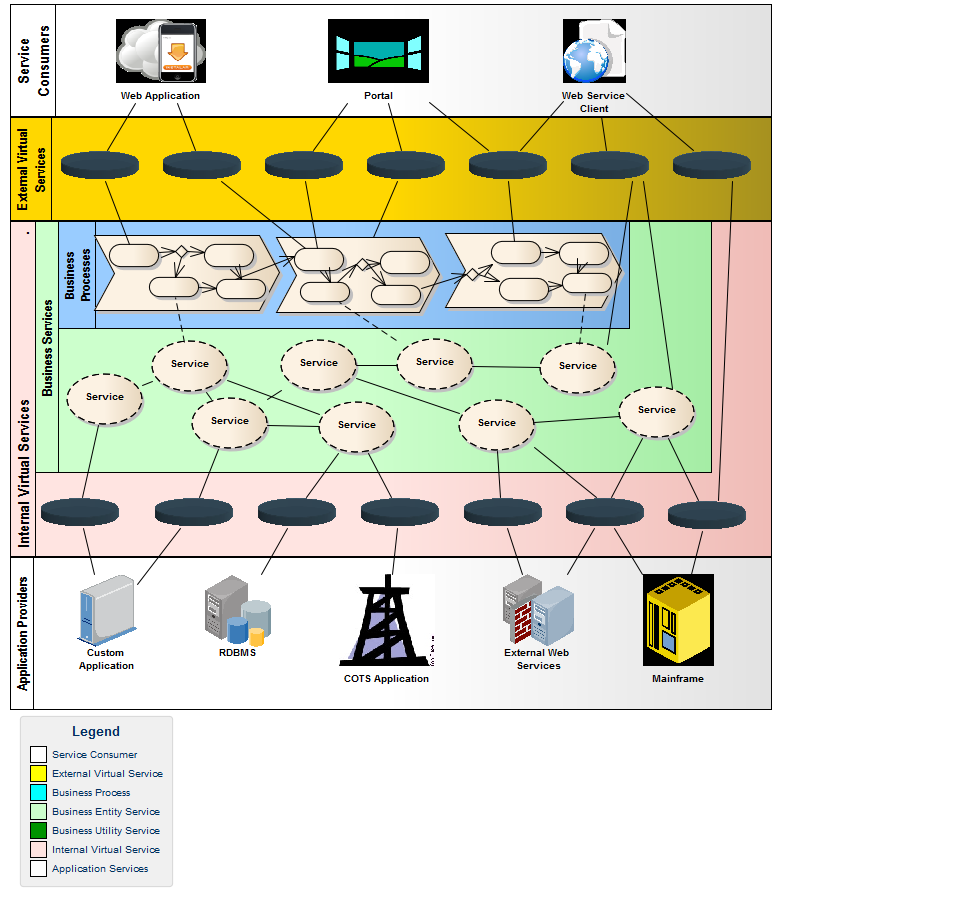 Service
Consumers
Web Application
Portal
Web Service
Client
External Virtual
Services
Internal Virtual Services
.
Business Services
Business
Processes
Service
Service
Service
Service
Service
Service
Service
Service
Service
Application Providers
Custom
Application
RDBMS
COTS Application
External Web
Services
Mainframe
Legend
Service Consumer
External Virtual Service
Business Process
Business Entity Service
Business Utility Service
Internal Virtual Service
Application Services